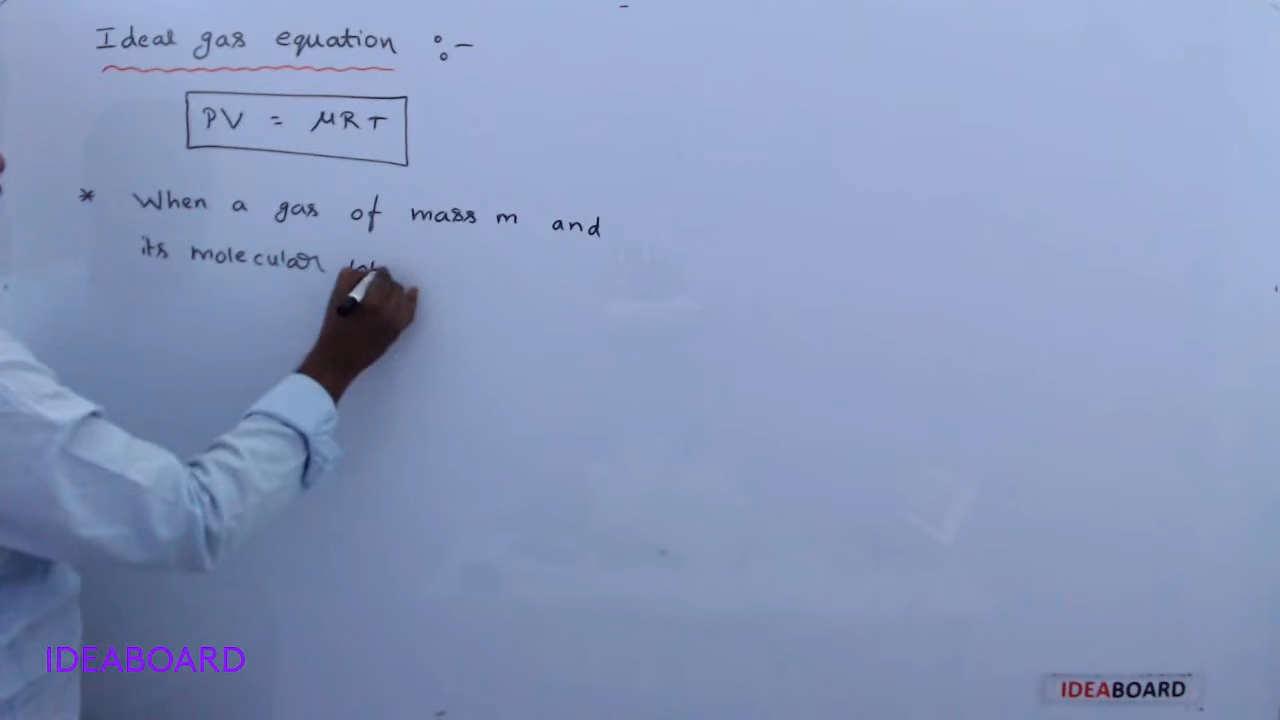 Ideal gas equation :-
PV = μRT
* When a gas of mass m and
its molecular
IDEABOARD
IDEABOARD